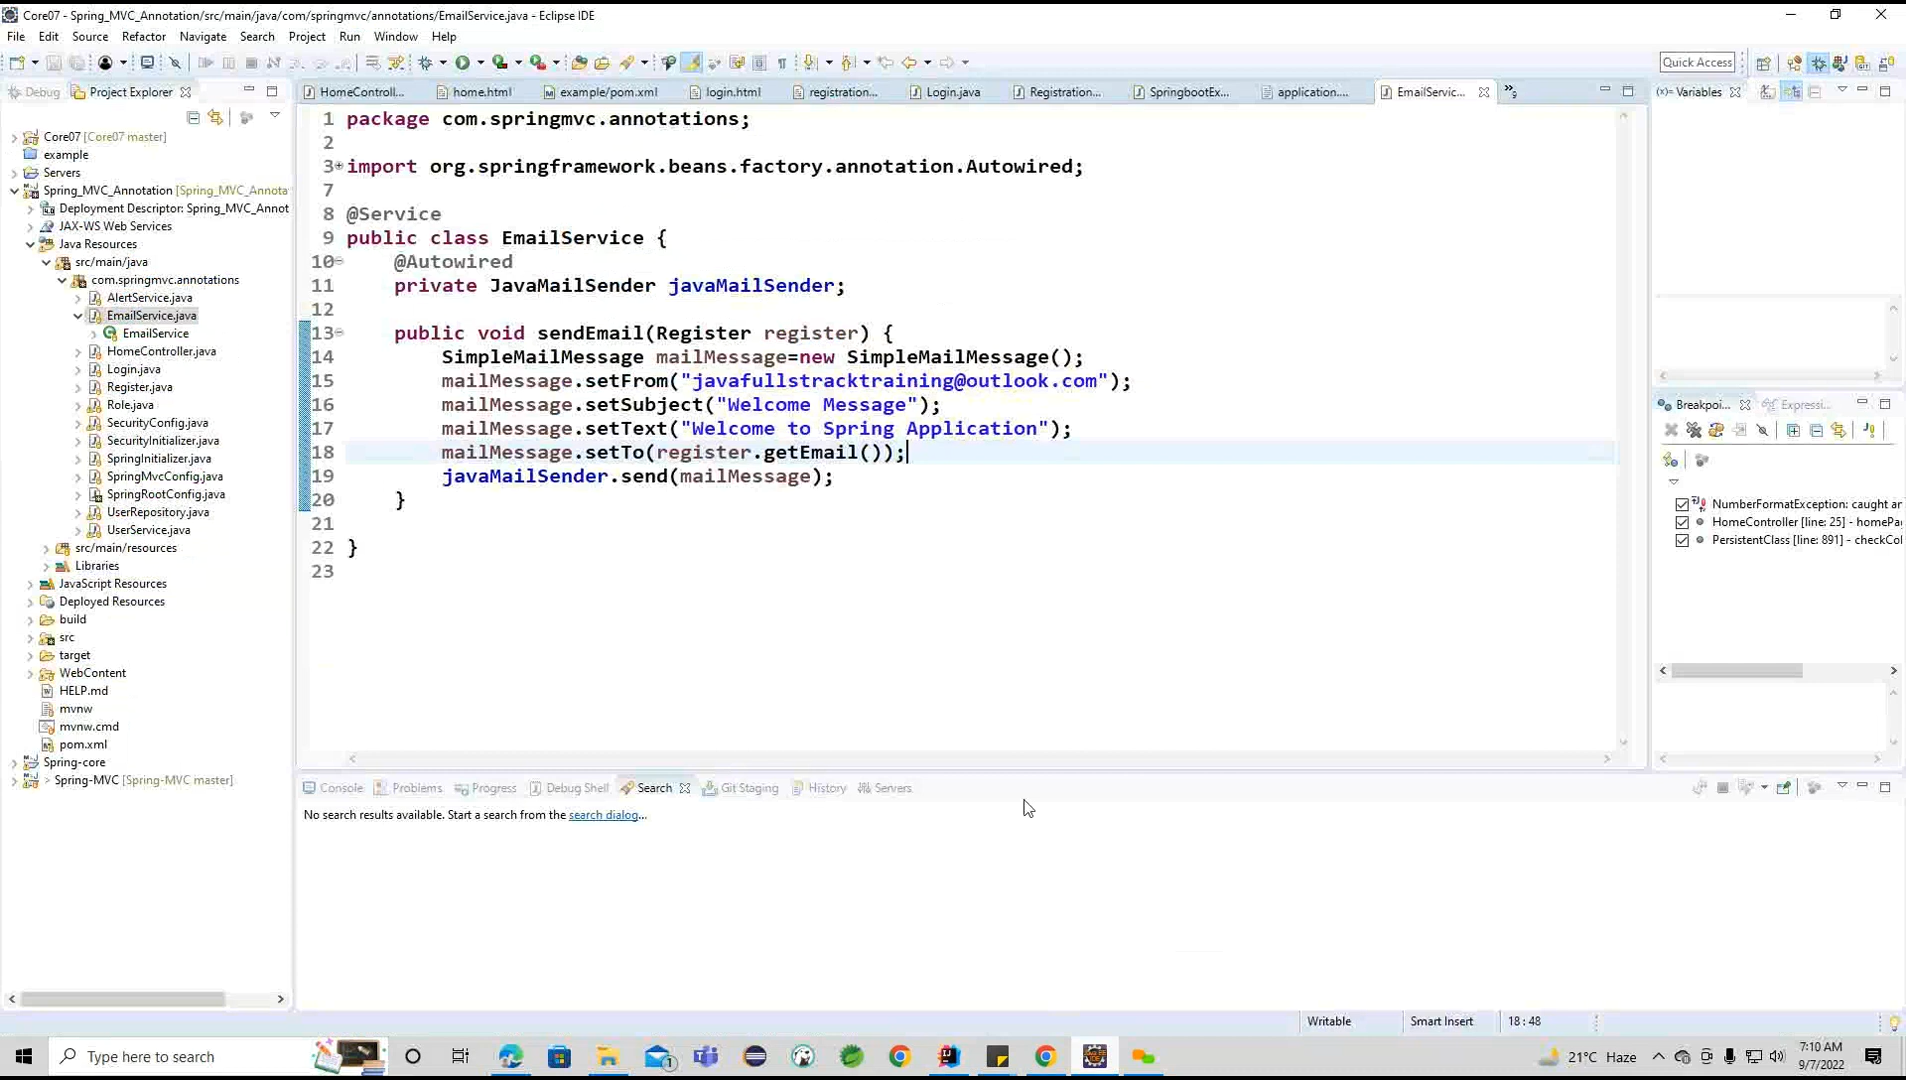 Core07 - Spring_MVC_Annotation/src/main/java/com/springmvc/annotations/EmailService.java - Eclipse IDE
File Edit Source Refactor Navigate Search Project Run Window Help
Quick Access
Debug Project Explorer
HomeControll... home.html example/pom.xml login.html registration... Login.java Registration... SpringbootEx... application.... EmailServic...
Variables
Core07 [Core07 master]
example
Servers
Spring_MVC_Annotation [Spring_MVC_Annota
Deployment Descriptor: Spring_MVC_Annot
JAX-WS Web Services
Java Resources
src/main/java
com.springmvc.annotations
AlertService.java
EmailService.java
EmailService
HomeController.java
Login.java
Register.java
Role.java
SecurityConfig.java
SecurityInitializer.java
SpringInitializer.java
SpringMvcConfig.java
SpringRootConfig.java
UserRepository.java
UserService.java
src/main/resources
Libraries
JavaScript Resources
Deployed Resources
build
src
target
WebContent
HELP.md
mvnw
mvnw.cmd
pom.xml
Spring-core
> Spring-MVC [Spring-MVC master]
1 package com.springmvc.annotations;
2
3 import org.springframework.beans.factory.annotation.Autowired;
7
8 @Service
9 public class EmailService {
10 @Autowired
11 private JavaMailSender javaMailSender;
12
13 public void sendEmail(Register register) {
14 SimpleMailMessage mailMessage=new SimpleMailMessage();
15 mailMessage.setFrom("javafullstracktraining@outlook.com");
16 mailMessage.setSubject("Welcome Message");
17 mailMessage.setText("Welcome to Spring Application");
18 mailMessage.setTo(register.getEmail());
19 javaMailSender.send(mailMessage);
20 }
21
22 }
23
Breakpoi... Expressi...
NumberFormatException: caught ar
HomeController [line: 25] - homePa
PersistentClass [line: 891] - checkCol
Console Problems Progress Debug Shell Search Git Staging History Servers
No search results available. Start a search from the search dialog...
Writable Smart Insert 18 : 48
Type here to search
21°C Haze
7:10 AM
9/7/2022